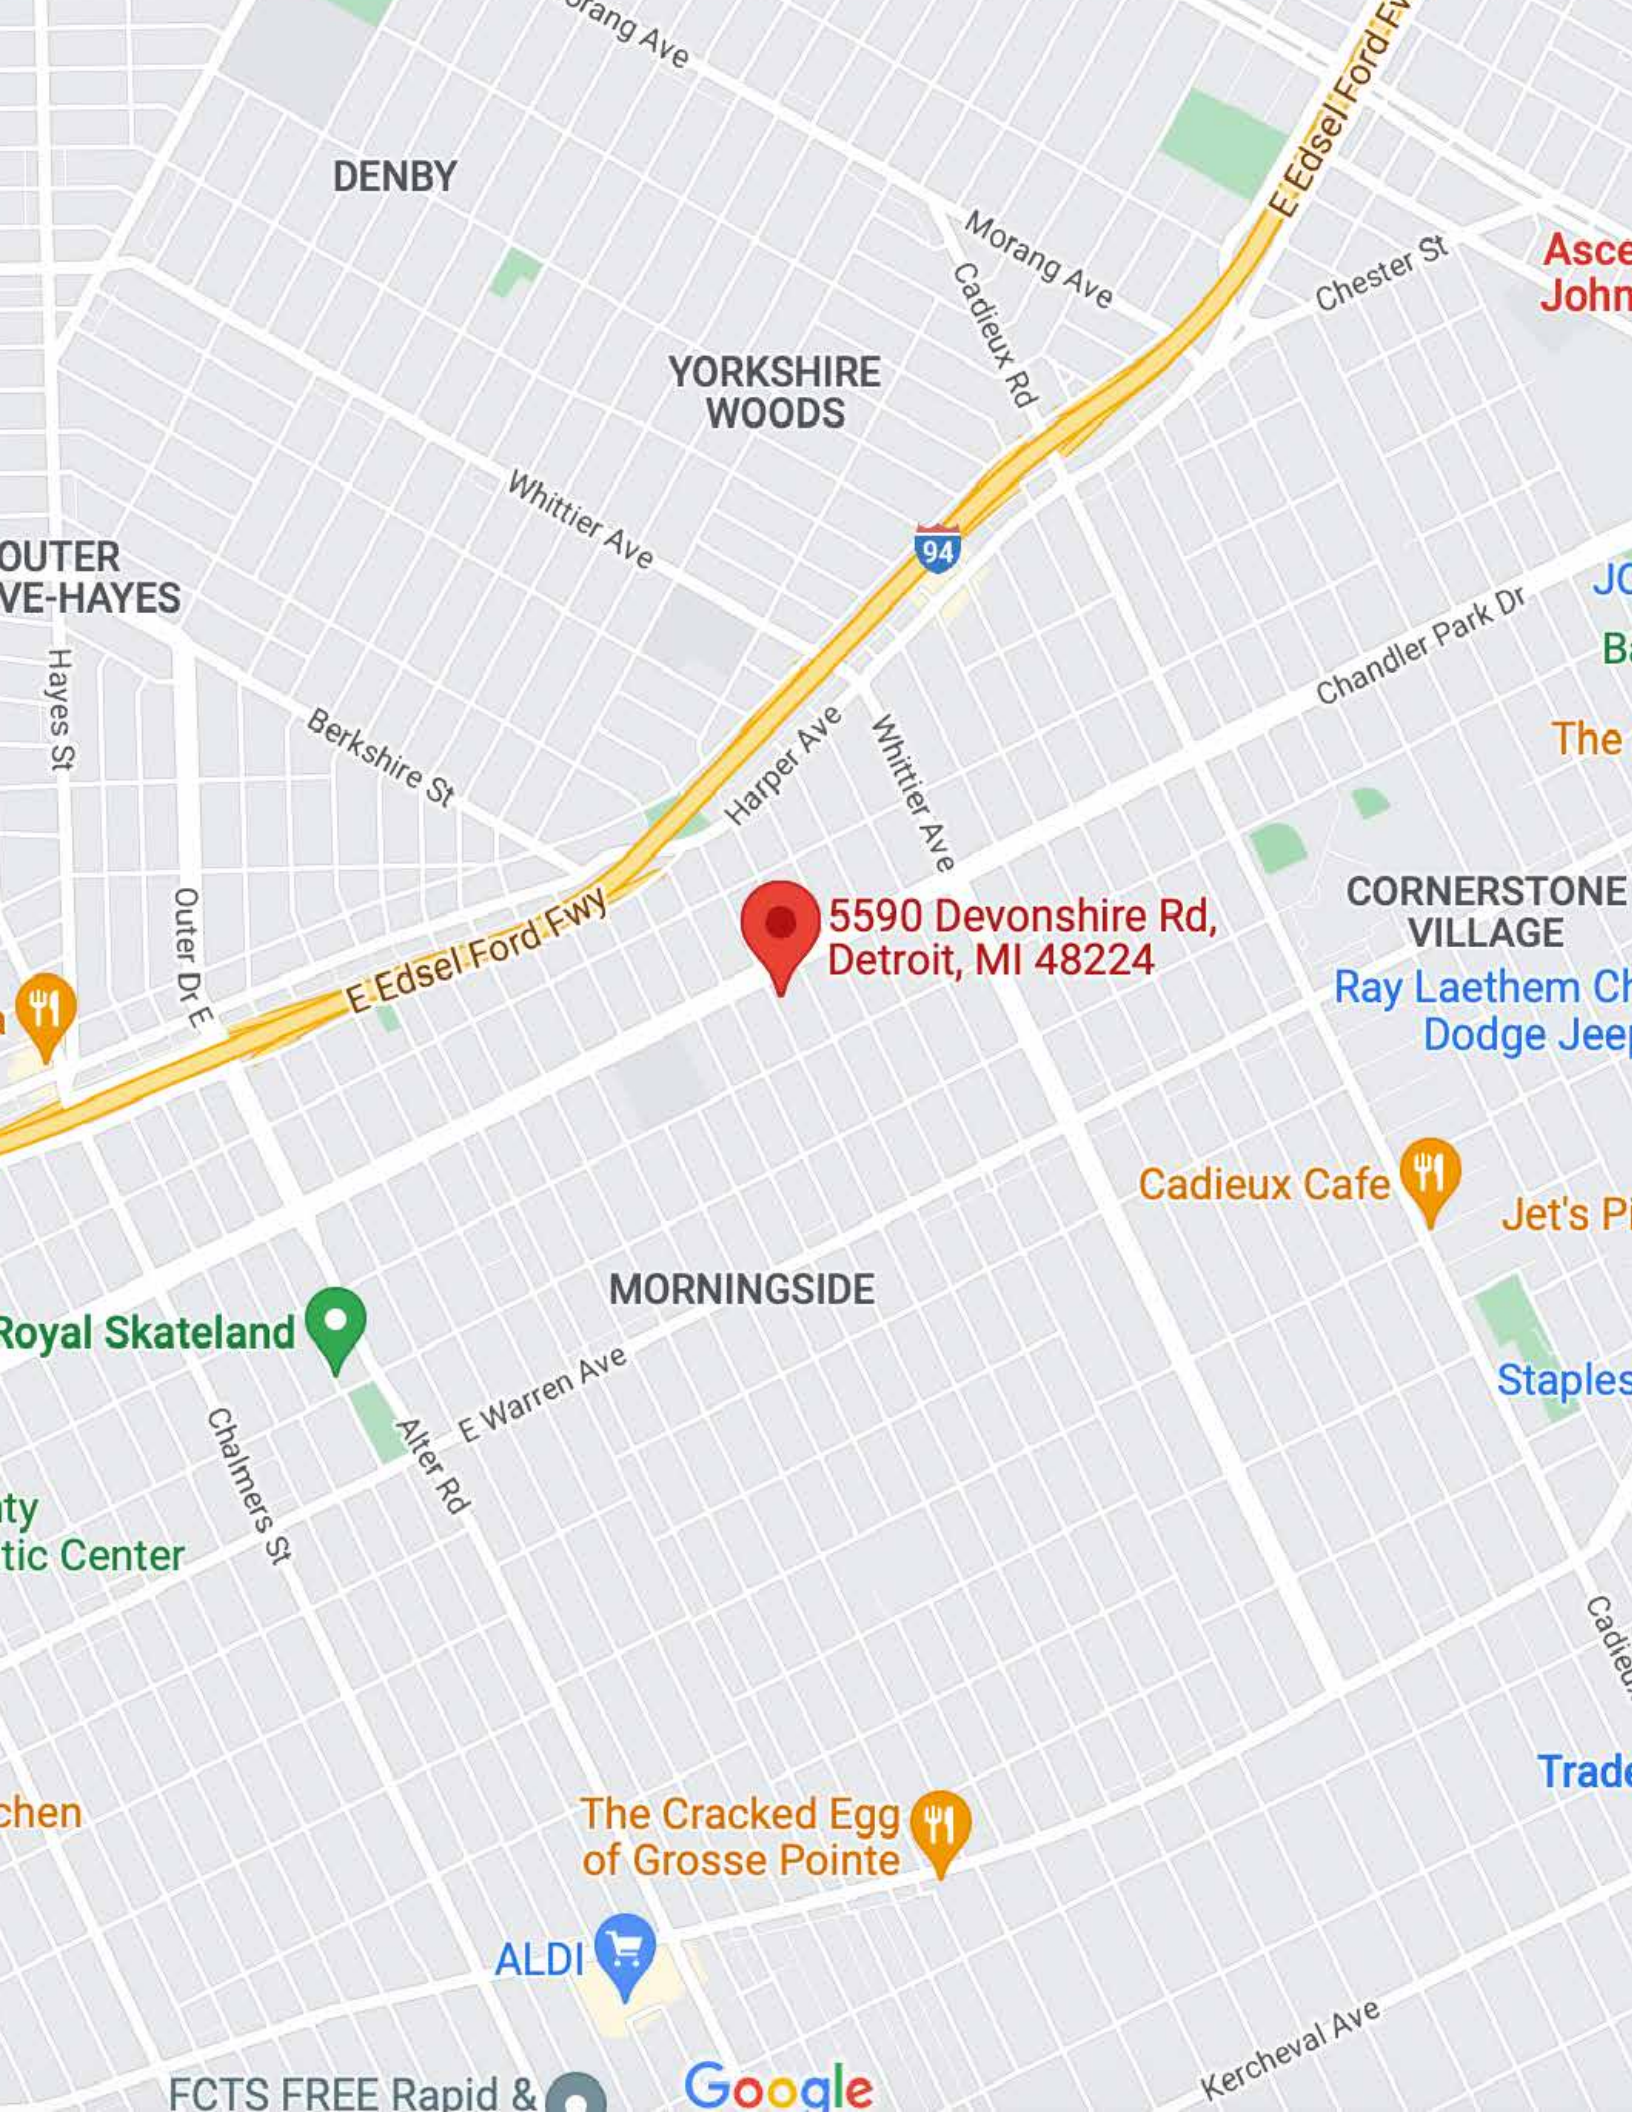 orang Ave
E Edsel Ford Fw
DENBY
Morang Ave
Chester St
Asce
John
Cadieux Rd
YORKSHIRE
WOODS
Whittier Ave
94
OUTER
VE-HAYES
JO
Chandler Park Dr
Ba
Hayes St
Berkshire St
Harper Ave
Whittier Ave
The
CORNERSTONE
VILLAGE
Outer Dr E
E Edsel Ford Fwy
5590 Devonshire Rd,
Detroit, MI 48224
Ray Laethem Ch
Dodge Jeep
a
Cadieux Cafe
Jet's Pi
MORNINGSIDE
Royal Skateland
E Warren Ave
Staples
Chalmers St
Alter Rd
nty
tic Center
Cadieux
Trade
chen
The Cracked Egg
of Grosse Pointe
ALDI
Kercheval Ave
FCTS FREE Rapid &
Google